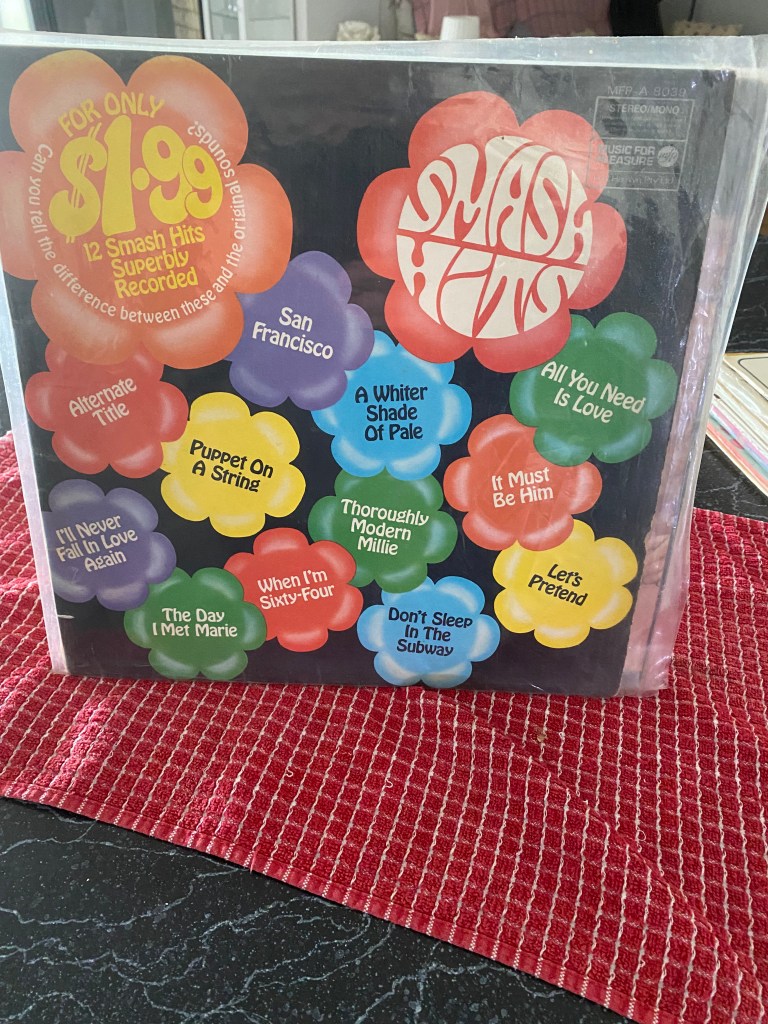 FOR ONLY
$1.99
12 Smash Hits
Superbly
Recorded
Can you tell the difference between these and the original sounds?
MFP-A 8039
STEREO/MONO
MUSIC FOR
PLEASURE
SMASH
HITS
San
Francisco
All You Need
Is Love
A Whiter
Shade
Of Pale
Alternate
Title
Puppet On
A String
It Must
Be Him
Thoroughly
Modern
Millie
I'll Never
Fall In Love
Again
When I'm
Sixty-Four
Let's
Pretend
The Day
I Met Marie
Don't Sleep
In The
Subway